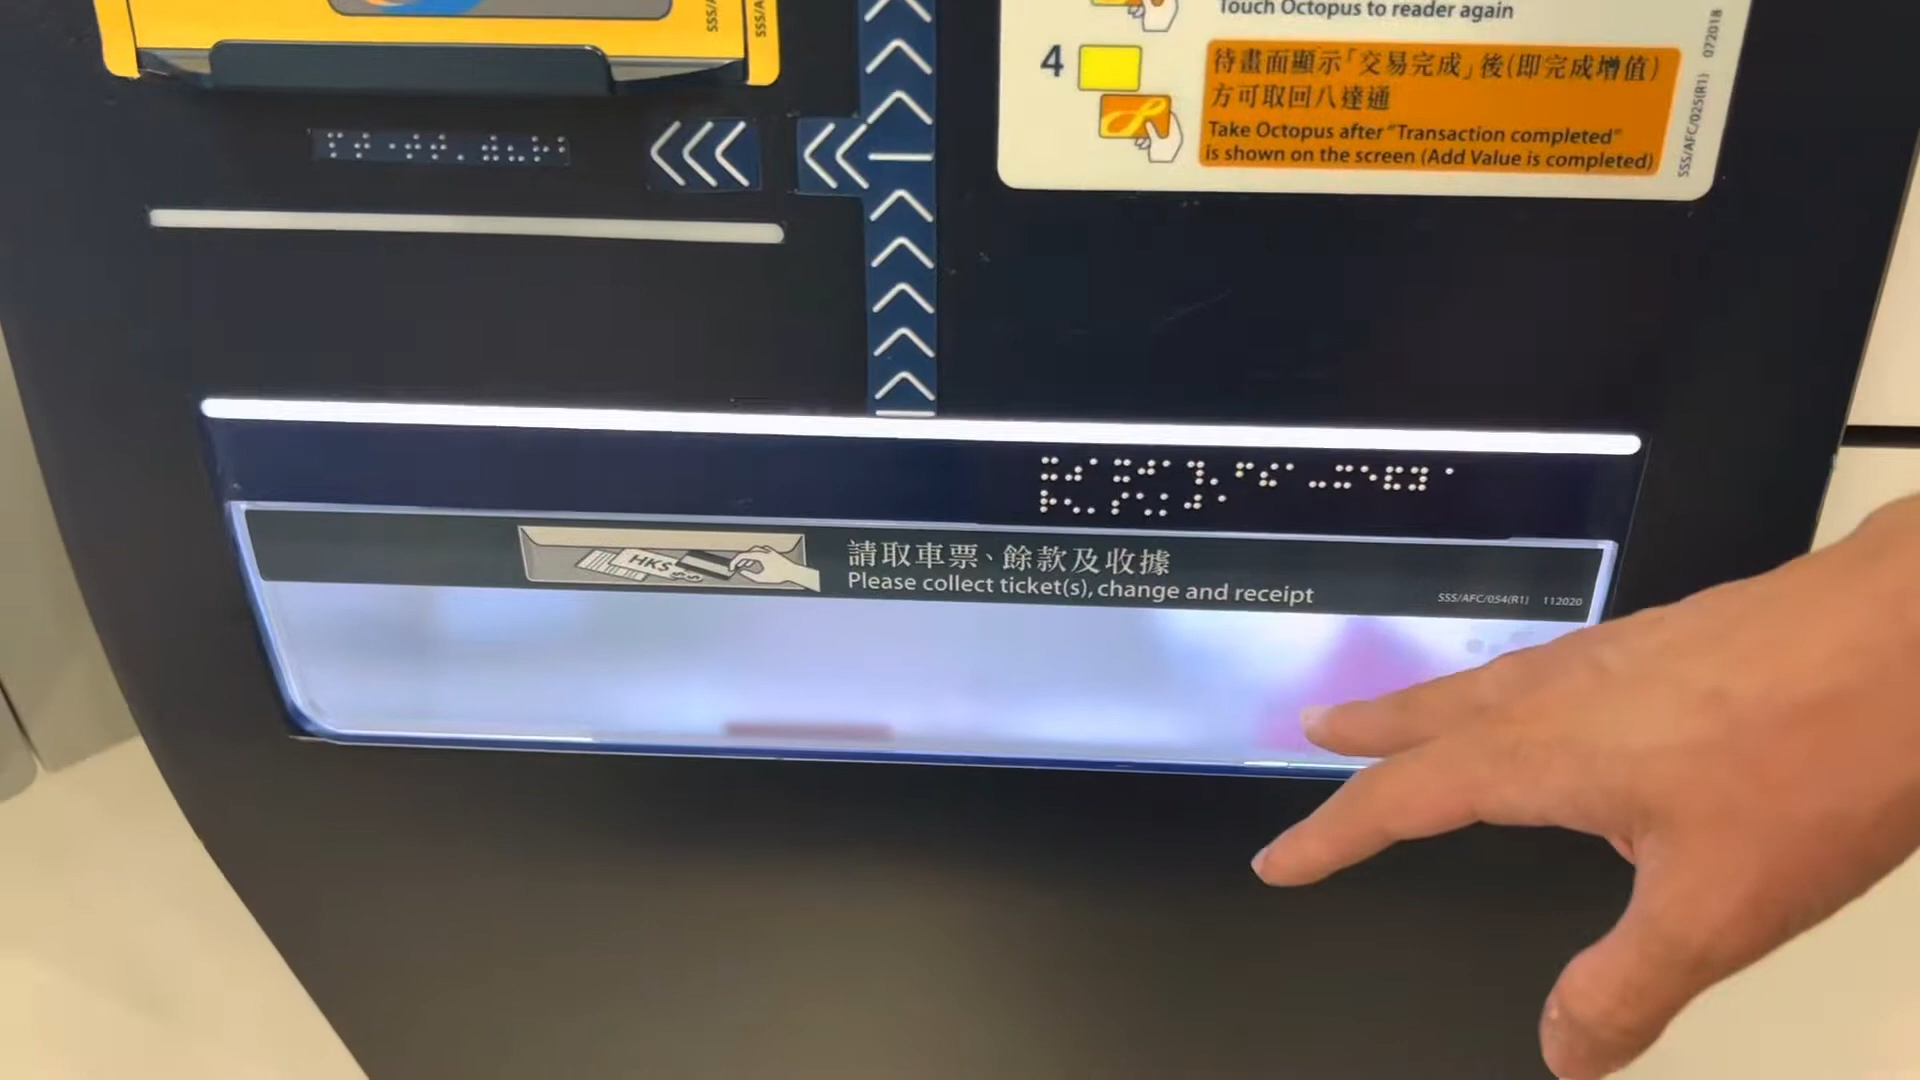 Touch Octopus to reader again
4
待畫面顯示「交易完成」後(即完成增值)
方可取回八達通
Take Octopus after "Transaction completed"
is shown on the screen (Add Value is completed)
SSS/AFC/025(R1) 072018
HK$
請取車票、餘款及收據
Please collect ticket(s), change and receipt
SSS/AFC/054(R1) 112020